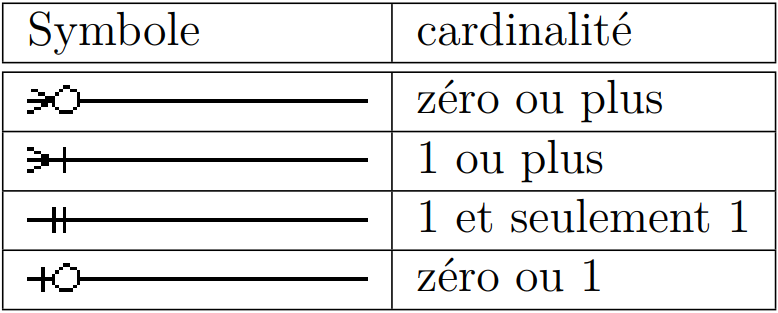 Symbole cardinalité
zéro ou plus
1 ou plus
1 et seulement 1
zéro ou 1